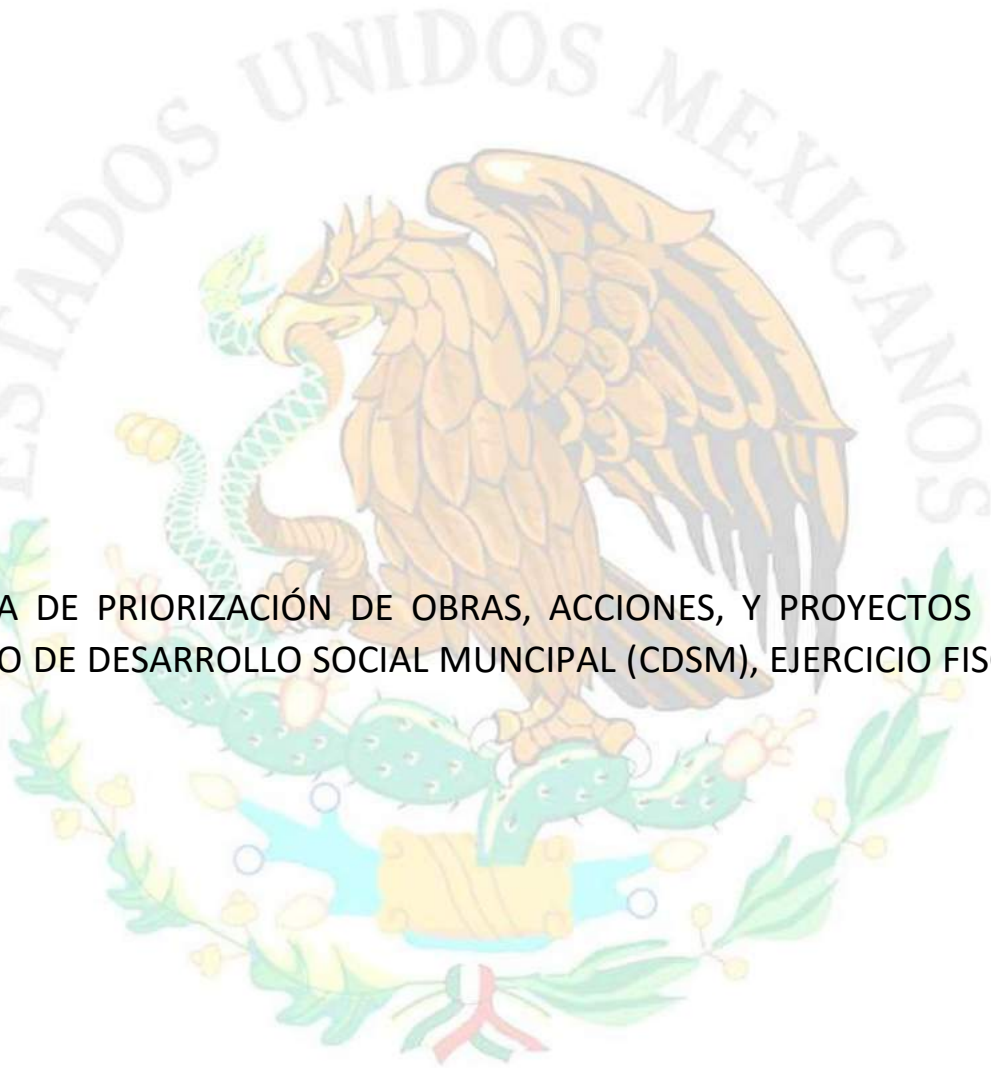 ESTADOS UNIDOS MEXICANOS
A DE PRIORIZACIÓN DE OBRAS, ACCIONES, Y PROYECTOS
O DE DESARROLLO SOCIAL MUNCIPAL (CDSM), EJERCICIO FIS